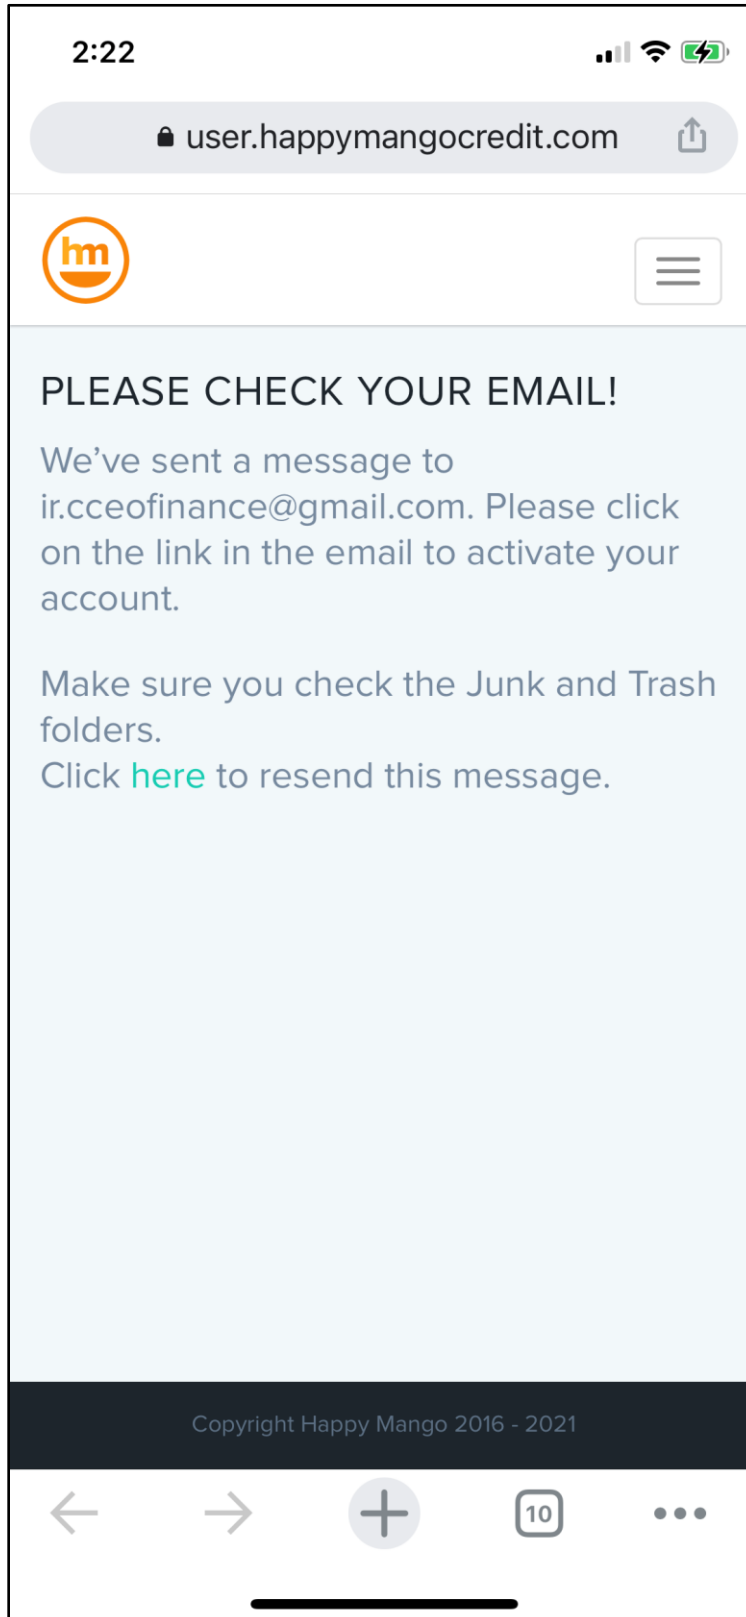 2:22
user.happymangocredit.com
hm
PLEASE CHECK YOUR EMAIL!
We’ve sent a message to
ir.cceofinance@gmail.com. Please click
on the link in the email to activate your
account.
Make sure you check the Junk and Trash
folders.
Click here to resend this message.
Copyright Happy Mango 2016 - 2021
10